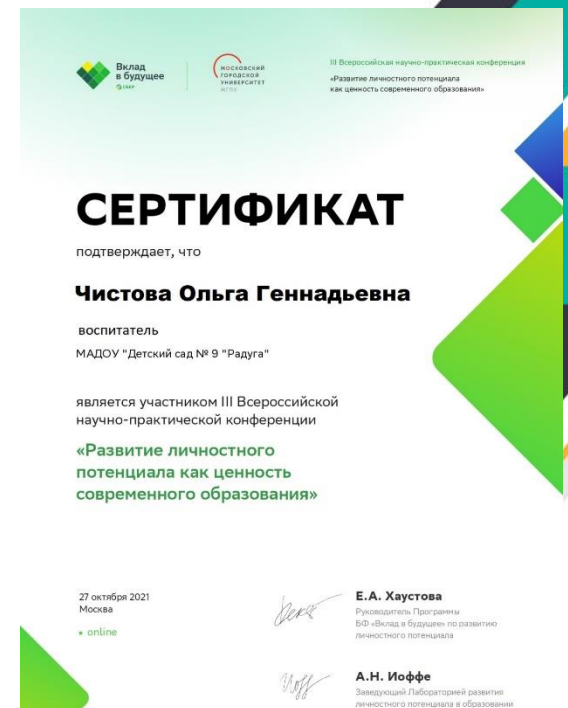 Вклад
в будущее
СБЕР
МОСКОВСКИЙ
ГОРОДСКОЙ
УНИВЕРСИТЕТ
МГПУ
III Всероссийская научно-практическая конференция
«Развитие личностного потенциала
как ценность современного образования»
СЕРТИФИКАТ
подтверждает, что
Чистова Ольга Геннадьевна
воспитатель
МАДОУ "Детский сад № 9 "Радуга"
является участником III Всероссийской
научно-практической конференции
«Развитие личностного
потенциала как ценность
современного образования»
27 октября 2021
Москва
• online
Е.А. Хаустова
Руководитель Программы
БФ «Вклад в будущее» по развитию
личностного потенциала
А.Н. Иоффе
Заведующий Лабораторией развития
личностного потенциала в образовании